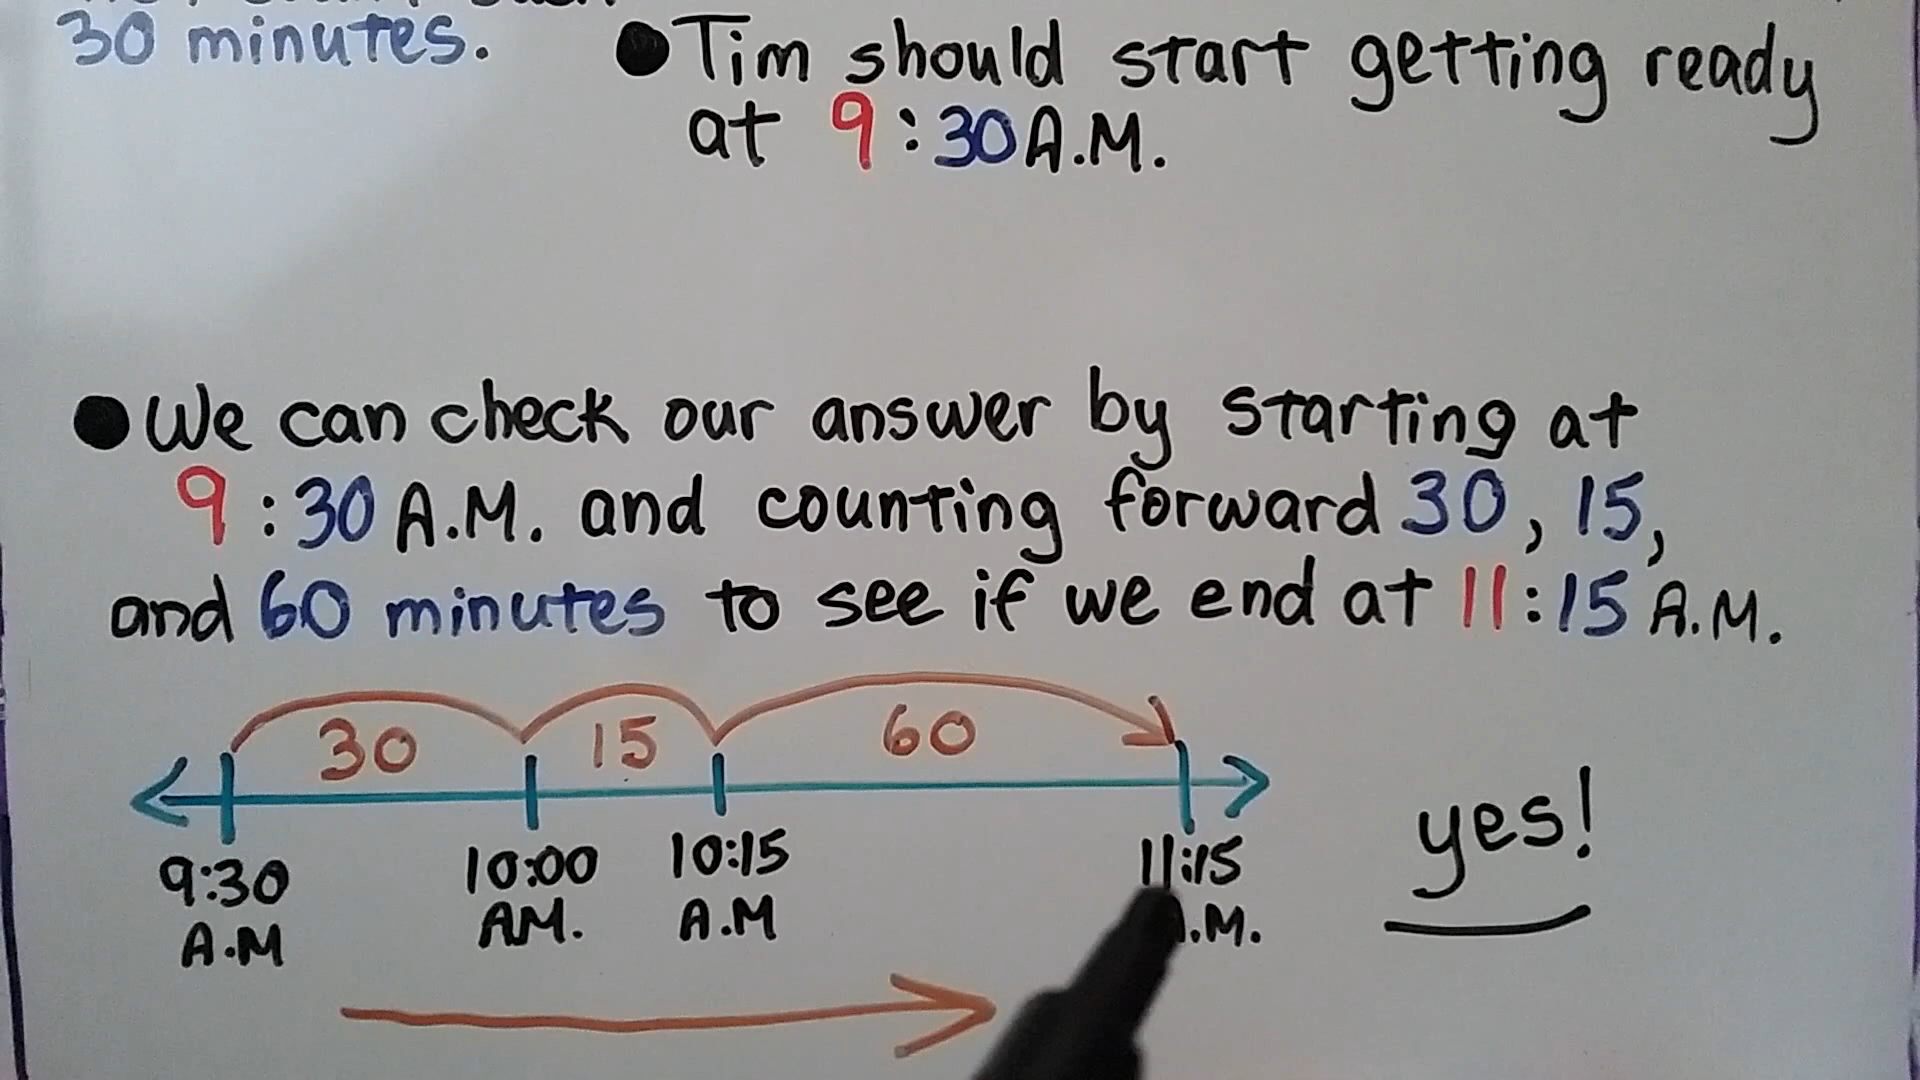 30 minutes.
●Tim should start getting ready
at 9:30 A.M.
●We can check our answer by starting at
9:30 A.M. and counting forward 30, 15,
and 60 minutes to see if we end at 11:15 A.M.
30 15 60
9:30 10:00 10:15 11:15
A.M AM. A.M .M.
yes!